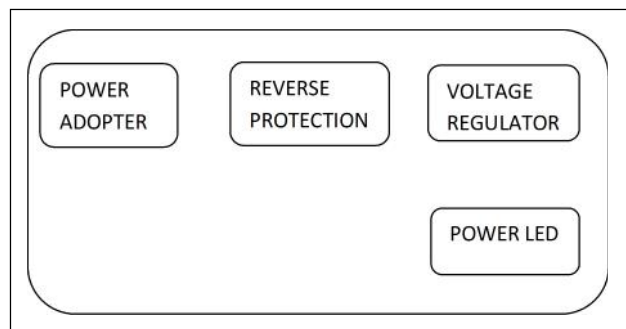 POWER
ADOPTER
REVERSE
PROTECTION
VOLTAGE
REGULATOR
POWER LED